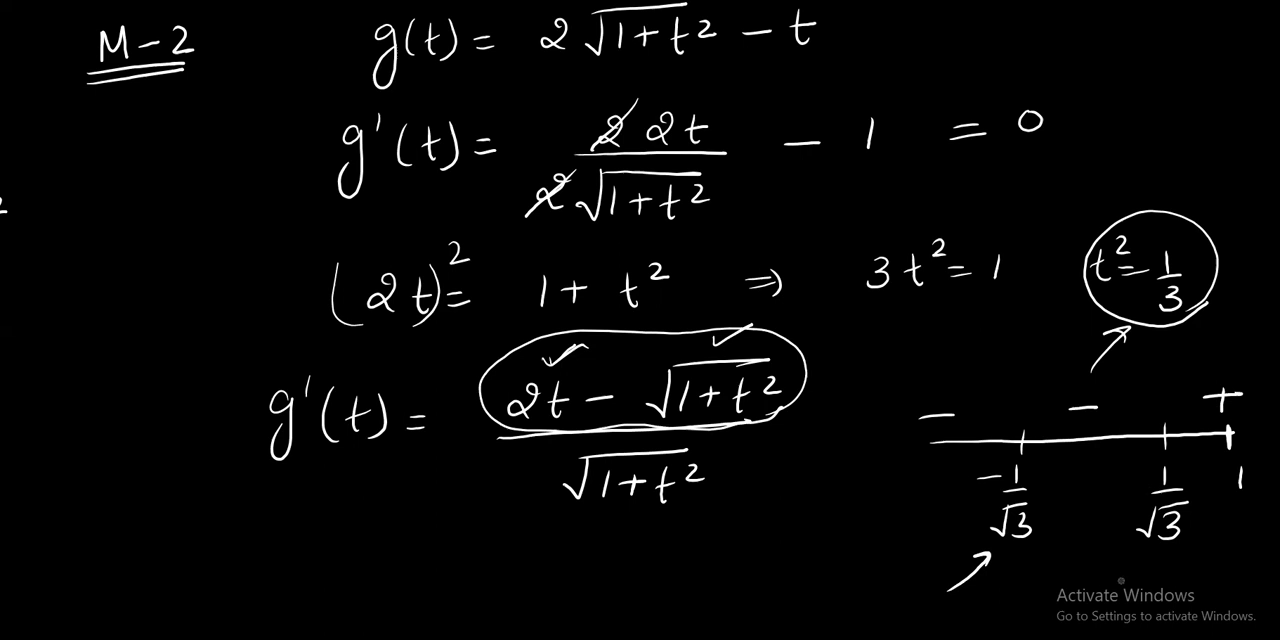 M-2 g(t) = 2√(1+t²) - t
g'(t) = 2 2t / 2√(1+t²) - 1 = 0
(2t)² = 1 + t² ⇒ 3t² = 1 t² = 1/3
g'(t) = (2t - √(1+t²)) / √(1+t²)
- - +
-1/√3 1/√3 1
Activate Windows
Go to Settings to activate Windows.